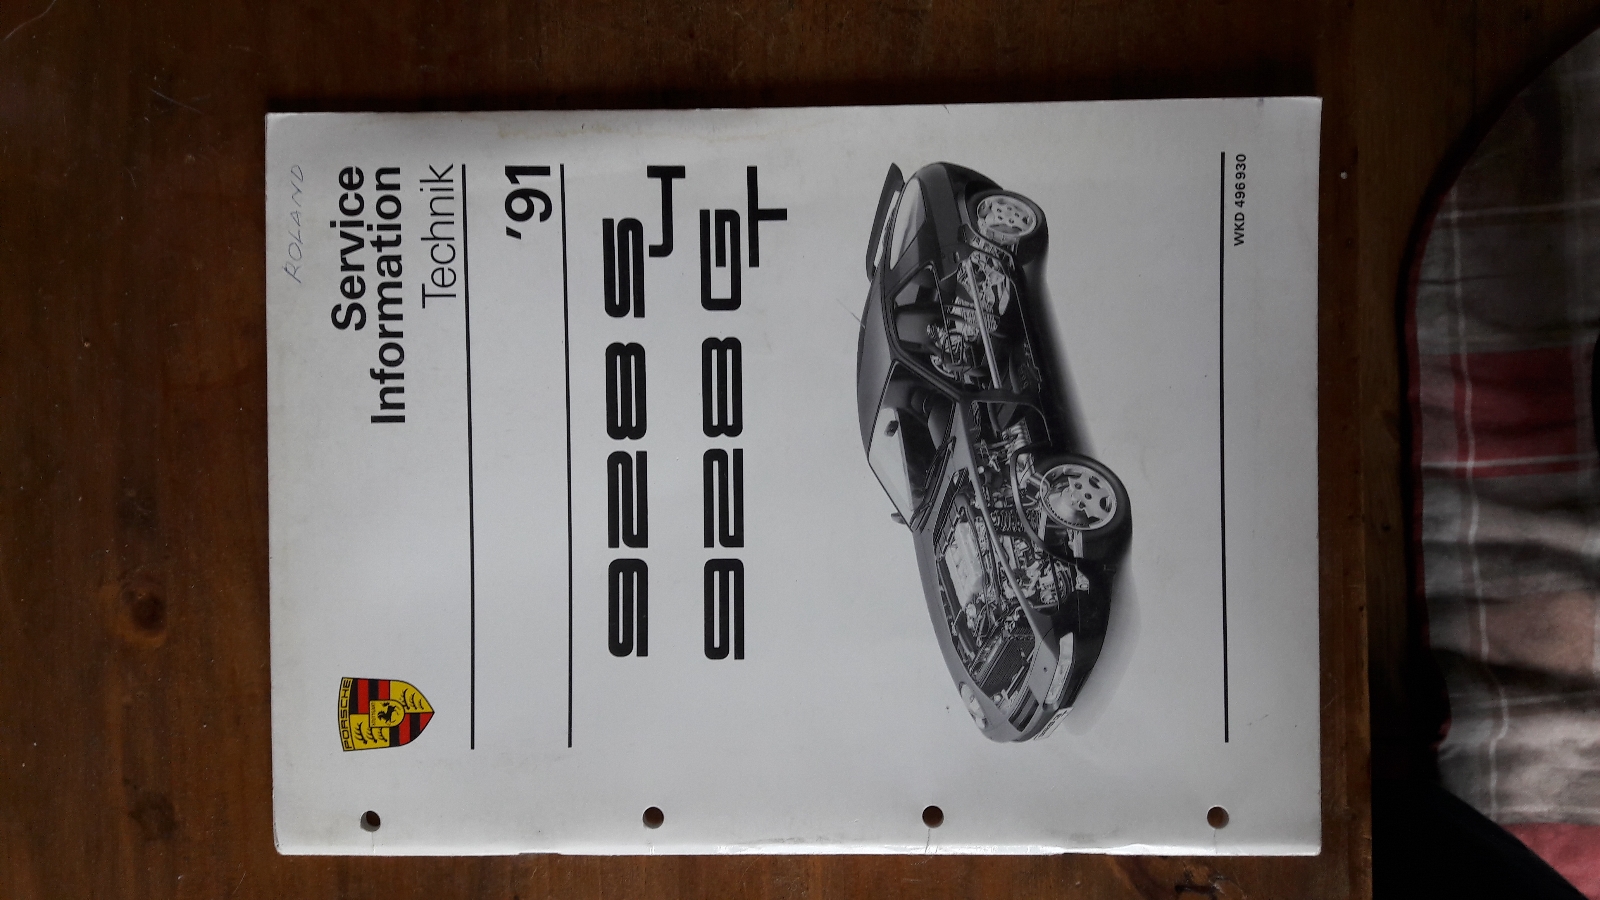 ROLAND
PORSCHE
Service
Information
Technik
'91
928 S4
928 GT
WKD 496 930